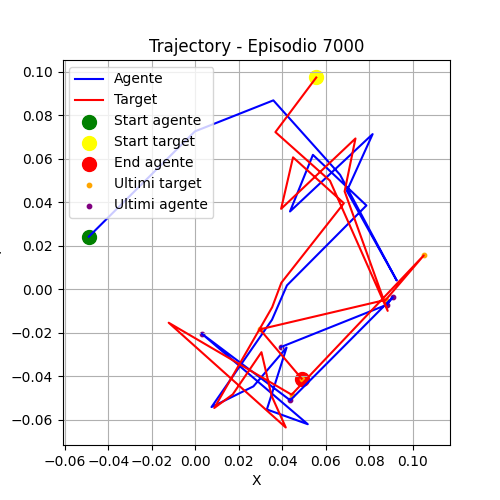 Trajectory - Episodio 7000
Agente
Target
Start agente
Start target
End agente
Ultimi target
Ultimi agente
0.10
0.08
0.06
0.04
0.02
0.00
−0.02
−0.04
−0.06
−0.06 −0.04 −0.02 0.00 0.02 0.04 0.06 0.08 0.10
X